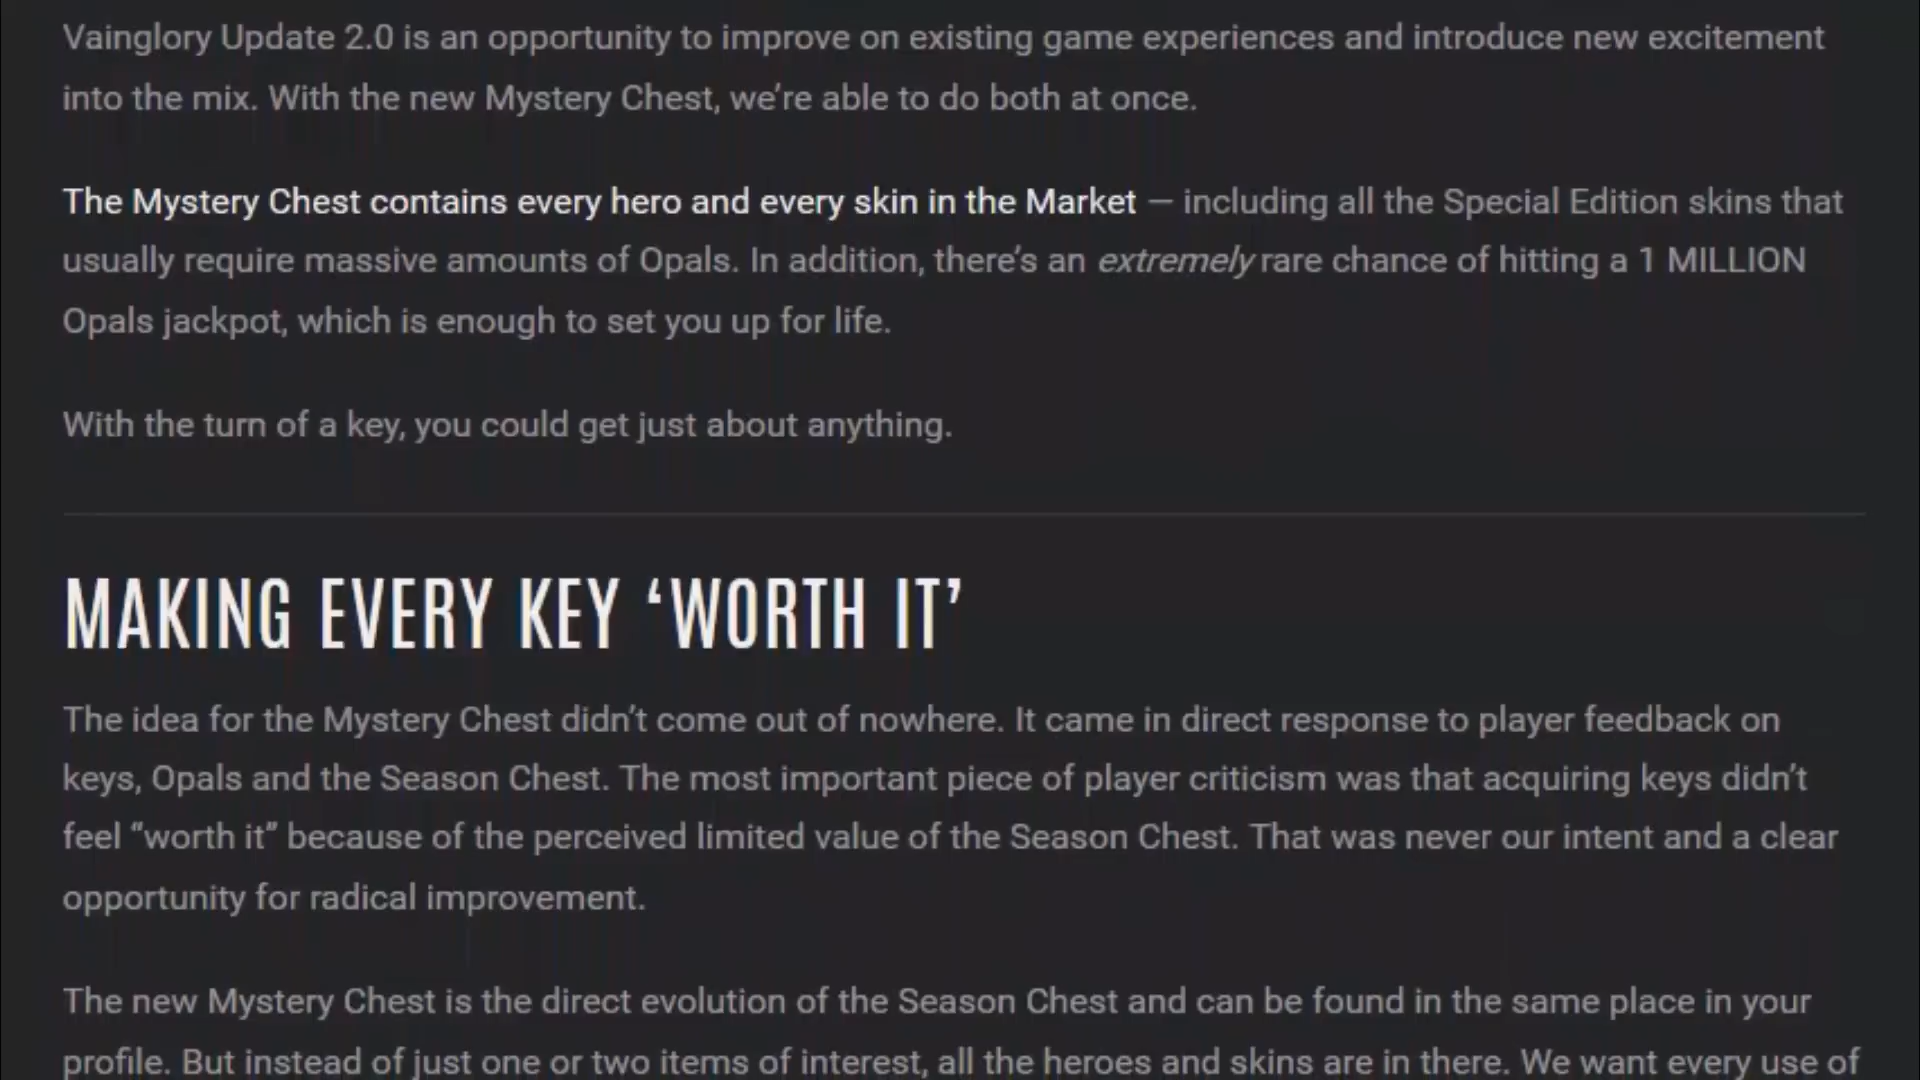 Vainglory Update 2.0 is an opportunity to improve on existing game experiences and introduce new excitement
into the mix. With the new Mystery Chest, we’re able to do both at once.
The Mystery Chest contains every hero and every skin in the Market — including all the Special Edition skins that
usually require massive amounts of Opals. In addition, there’s an extremely rare chance of hitting a 1 MILLION
Opals jackpot, which is enough to set you up for life.
With the turn of a key, you could get just about anything.
MAKING EVERY KEY ‘WORTH IT’
The idea for the Mystery Chest didn’t come out of nowhere. It came in direct response to player feedback on
keys, Opals and the Season Chest. The most important piece of player criticism was that acquiring keys didn’t
feel “worth it” because of the perceived limited value of the Season Chest. That was never our intent and a clear
opportunity for radical improvement.
The new Mystery Chest is the direct evolution of the Season Chest and can be found in the same place in your
profile. But instead of just one or two items of interest, all the heroes and skins are in there. We want every use of